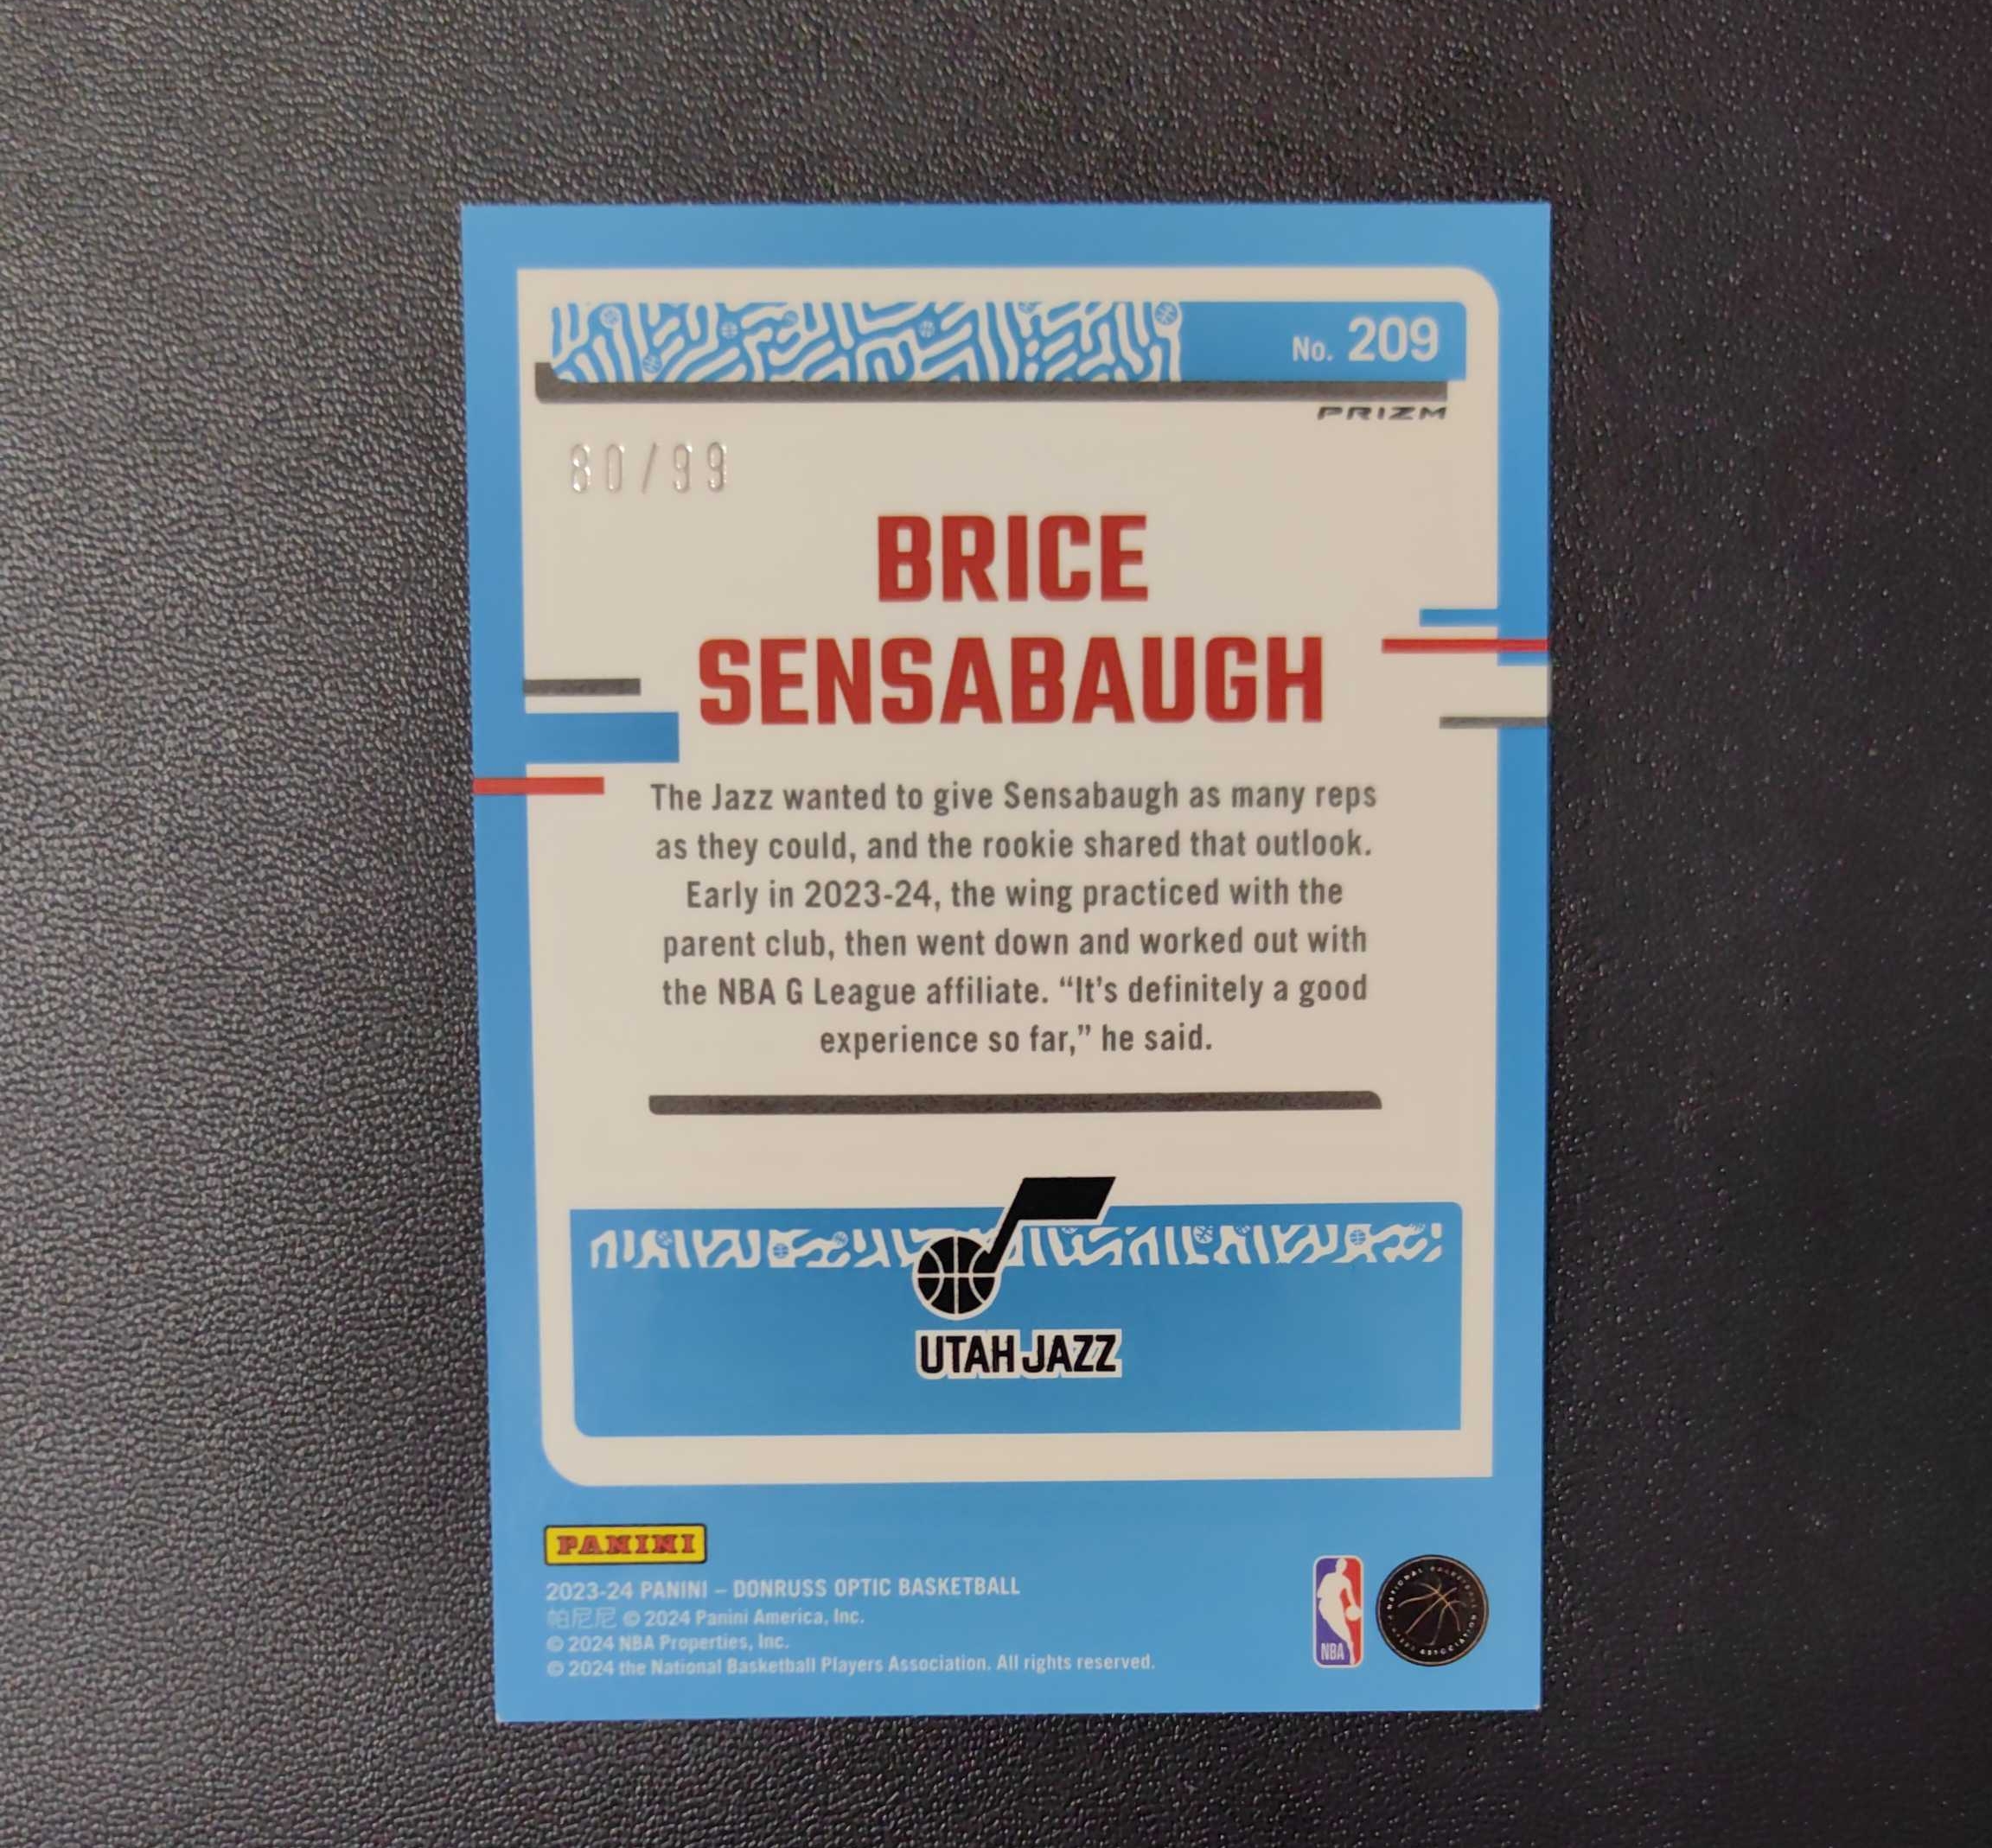 No. 209
PRIZM
80/99
BRICE
SENSABAUGH
The Jazz wanted to give Sensabaugh as many reps
as they could, and the rookie shared that outlook.
Early in 2023-24, the wing practiced with the
parent club, then went down and worked out with
the NBA G League affiliate. “It's definitely a good
experience so far,” he said.
UTAH JAZZ
PANINI
2023-24 PANINI – DONRUSS OPTIC BASKETBALL
帕尼尼 © 2024 Panini America, Inc.
© 2024 NBA Properties, Inc.
© 2024 the National Basketball Players Association. All rights reserved.
NBA